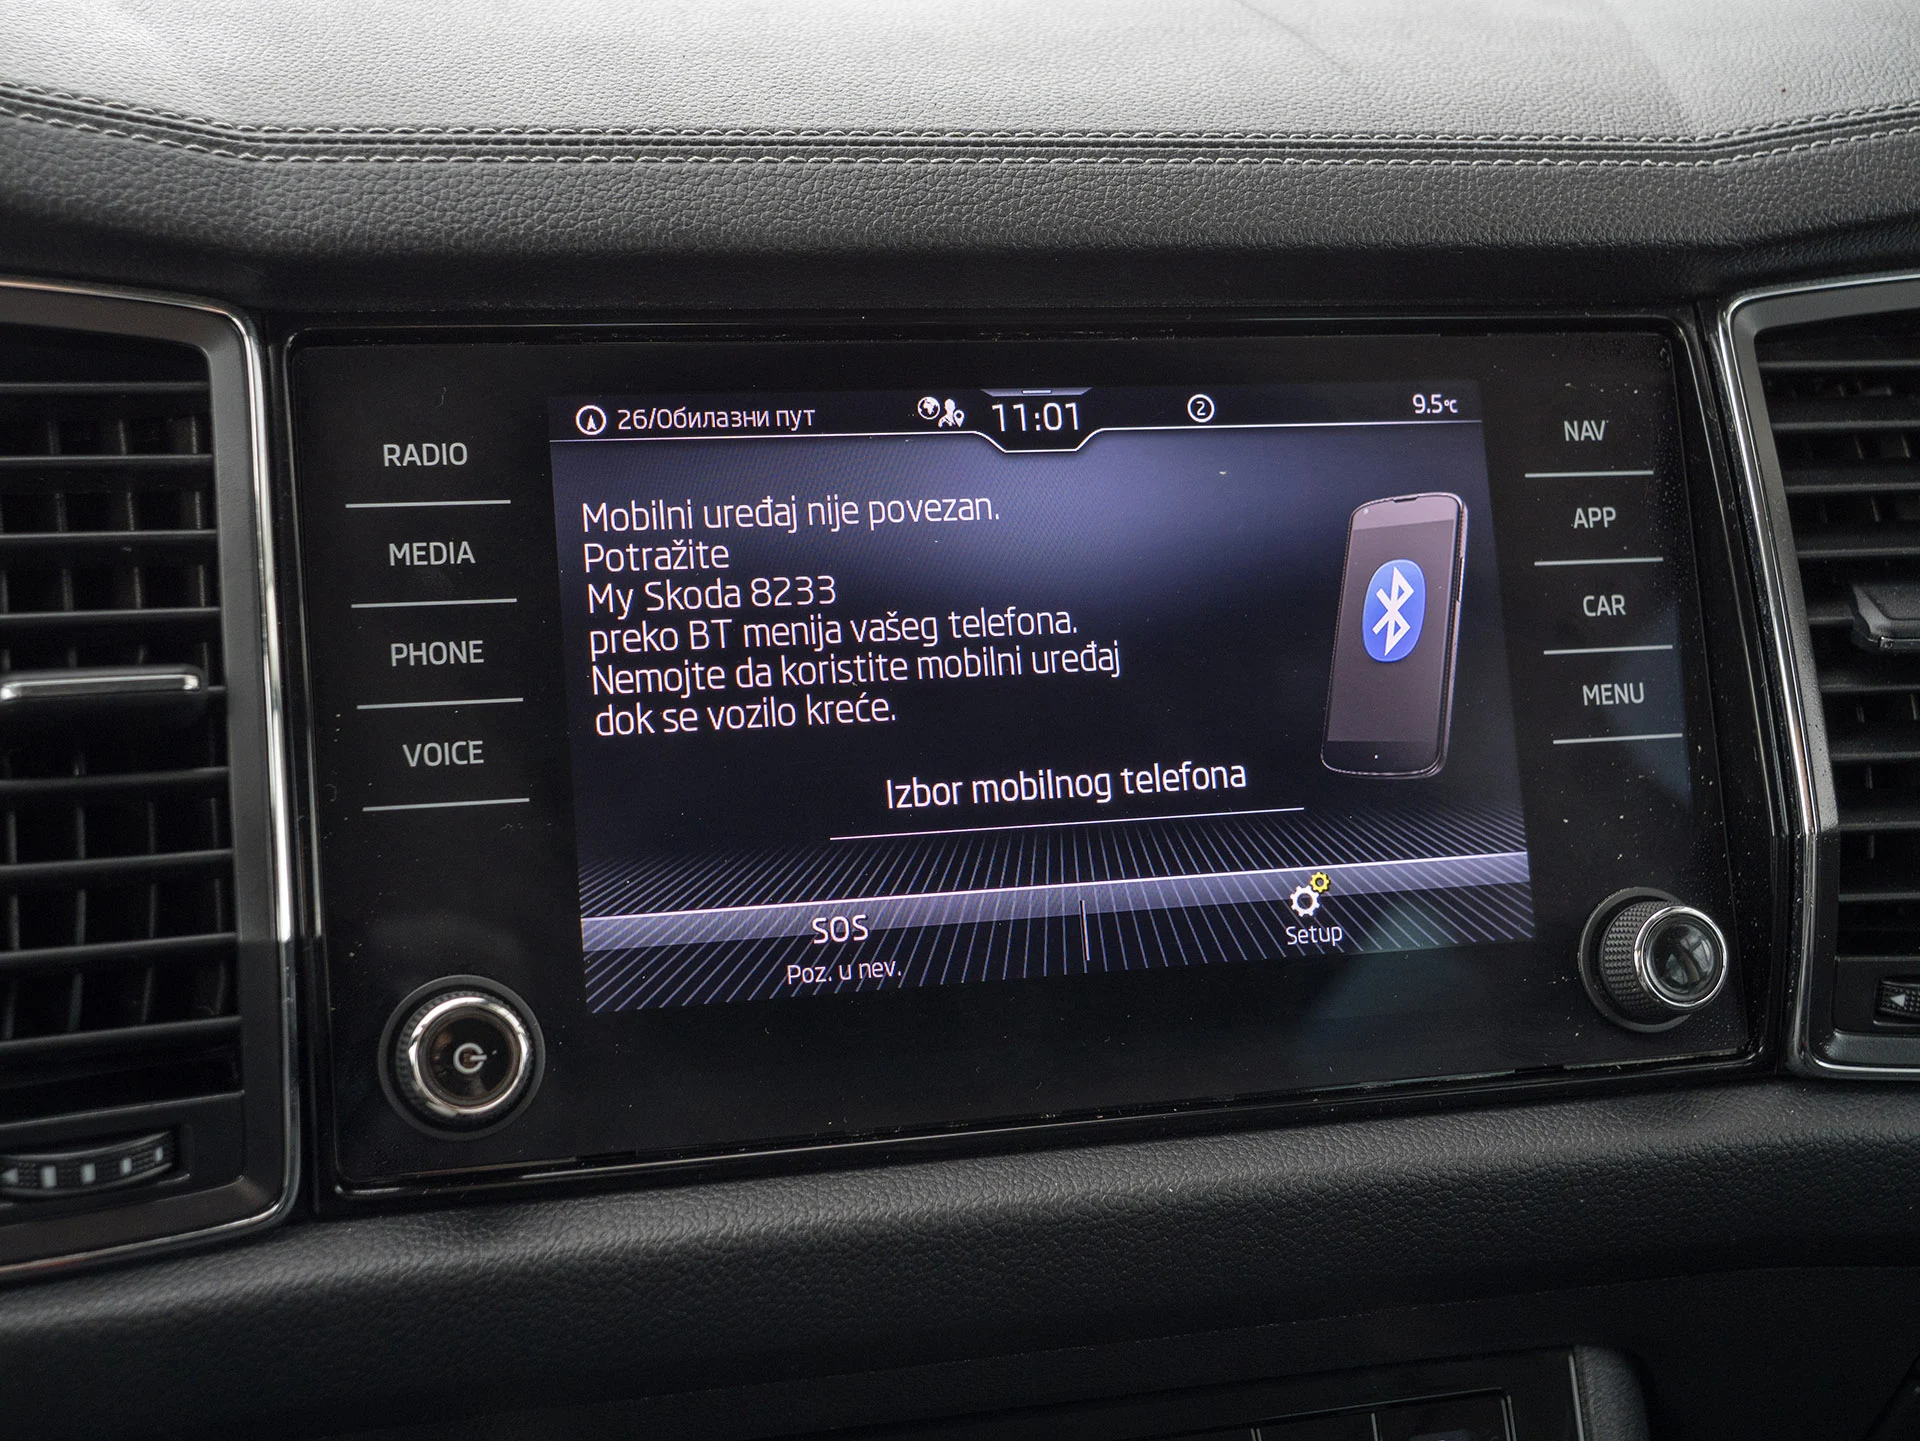 26/Обилазни пут
11:01
2
9.5°C
RADIO
MEDIA
PHONE
VOICE
Mobilni uređaj nije povezan.
Potražite
My Skoda 8233
preko BT menija vašeg telefona.
Nemojte da koristite mobilni uređaj
dok se vozilo kreće.
Izbor mobilnog telefona
SOS
Poz. u nev.
Setup
NAV
APP
CAR
MENU